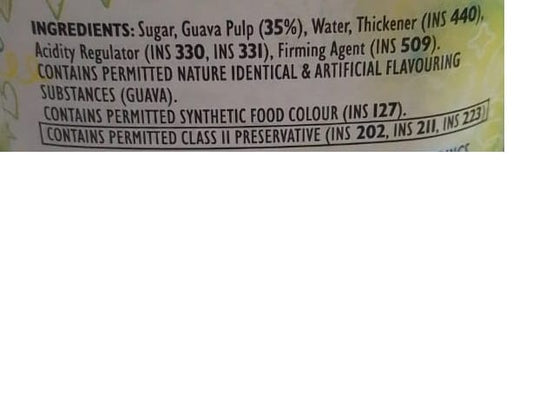 INGREDIENTS: Sugar, Guava Pulp (35%), Water, Thickener (INS 440),
Acidity Regulator (INS 330, INS 331), Firming Agent (INS 509).
CONTAINS PERMITTED NATURE IDENTICAL & ARTIFICIAL FLAVOURING
SUBSTANCES (GUAVA).
CONTAINS PERMITTED SYNTHETIC FOOD COLOUR (INS 127).
CONTAINS PERMITTED CLASS II PRESERVATIVE (INS 202, INS 211, INS 223)